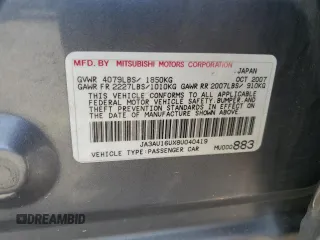 MFD. BY MITSUBISHI MOTORS CORPORATION
JAPAN
GVWR 4079LBS/ 1850KG OCT 2007
GAWR FR 2227LBS/1010KG GAWR RR 2007LBS/ 910KG
THIS VEHICLE CONFORMS TO ALL APPLICABLE
FEDERAL MOTOR VEHICLE SAFETY,BUMPER,AND
THEFT PREVENTION STANDARDS IN EFFECT ON
THE DATE OF MANUFACTURE SHOWN ABOVE.
JA3AU16UX8U040419
VEHICLE TYPE:PASSENGER CAR MU000883
DREAMBID